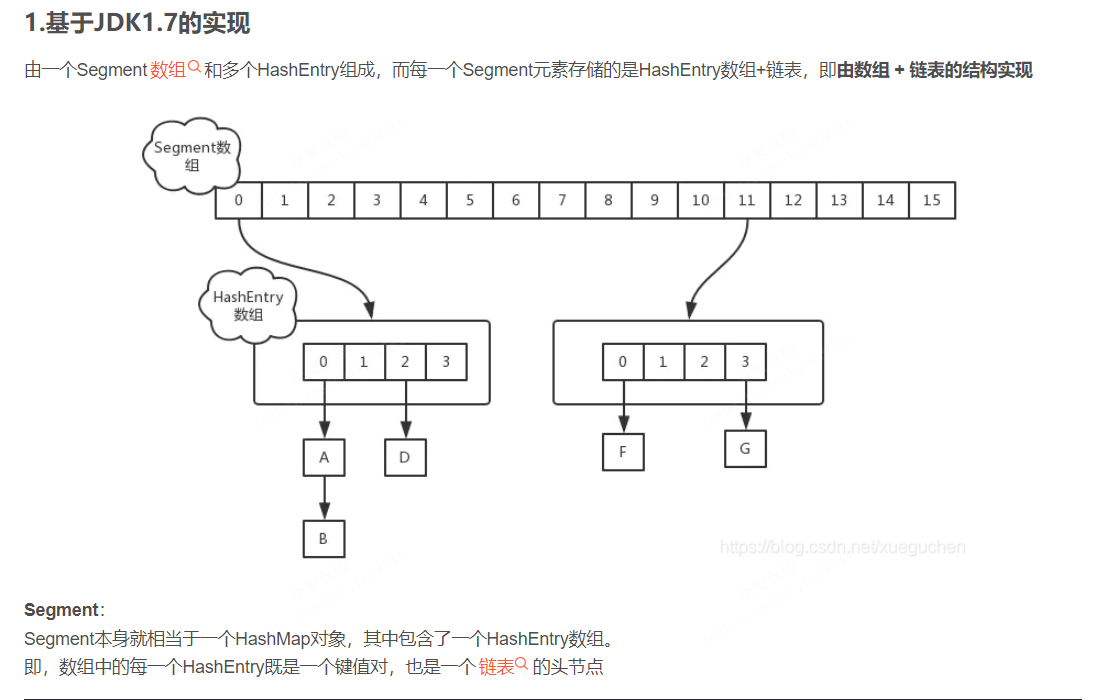 1.基于JDK1.7的实现
由一个Segment 数组 和多个HashEntry组成，而每一个Segment元素存储的是HashEntry数组+链表，即由数组 + 链表的结构实现
Segment数
组
0 1 2 3 4 5 6 7 8 9 10 11 12 13 14 15
HashEntry
数组
0 1 2 3
0 1 2 3
A
D
F
G
B
https://blog.csdn.net/xueguchen
Segment：
Segment本身就相当于一个HashMap对象，其中包含了一个HashEntry数组。
即，数组中的每一个HashEntry既是一个键值对，也是一个 链表 的头节点